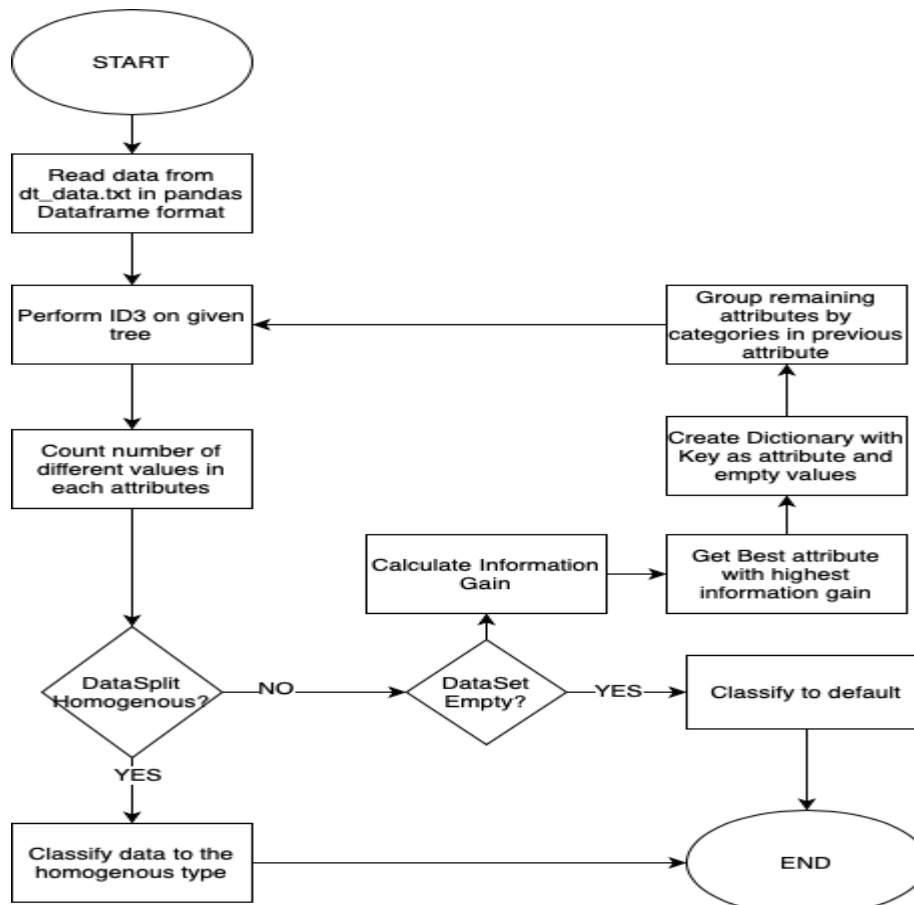 START
Read data from
dt_data.txt in pandas
Dataframe format
Perform ID3 on given
tree
Group remaining
attributes by
categories in previous
attribute
Count number of
different values in
each attributes
Create Dictionary with
Key as attribute and
empty values
Calculate Information
Gain
Get Best attribute
with highest
information gain
DataSplit
Homogenous?
NO
DataSet
Empty?
YES
Classify to default
YES
Classify data to the
homogenous type
END